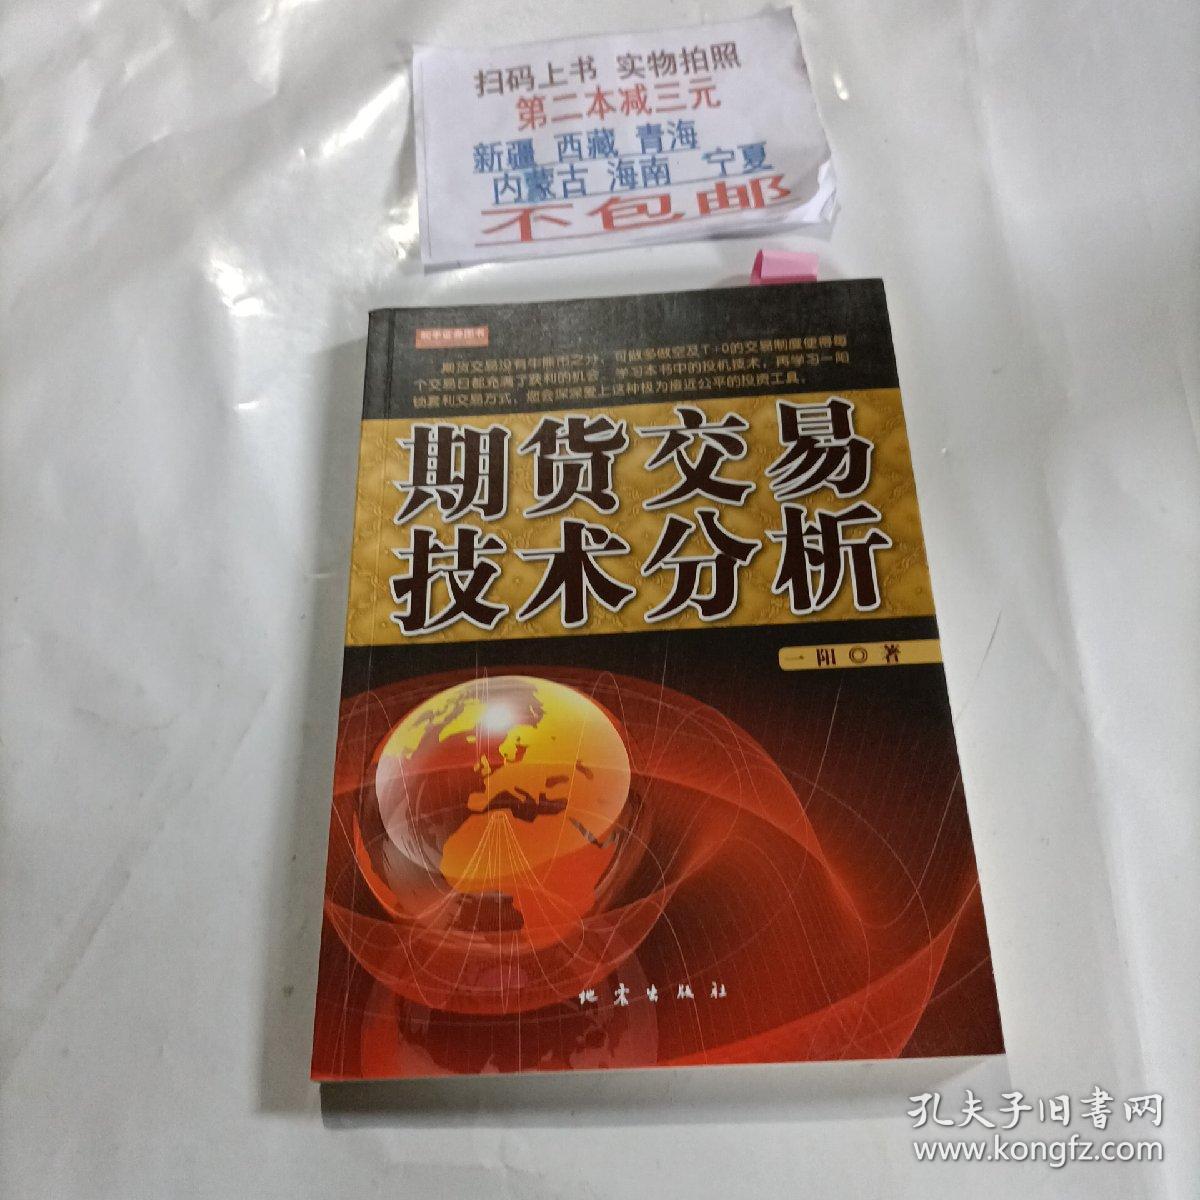 扫码上书 实物拍照
第二本减三元
新疆 西藏 青海
内蒙古 海南 宁夏
不包邮
期货交易没有牛熊市之分，可做多做空及T+0的交易制度使得每
个交易日都充满了获利的机会，学习本书中的投机技术，再学习一阳
锁套利交易方式，您会深深爱上这种极为接近公平的投资工具。
期货交易
技术分析
一阳◎著
地震出版社
孔夫子旧書网
www.kongfz.com